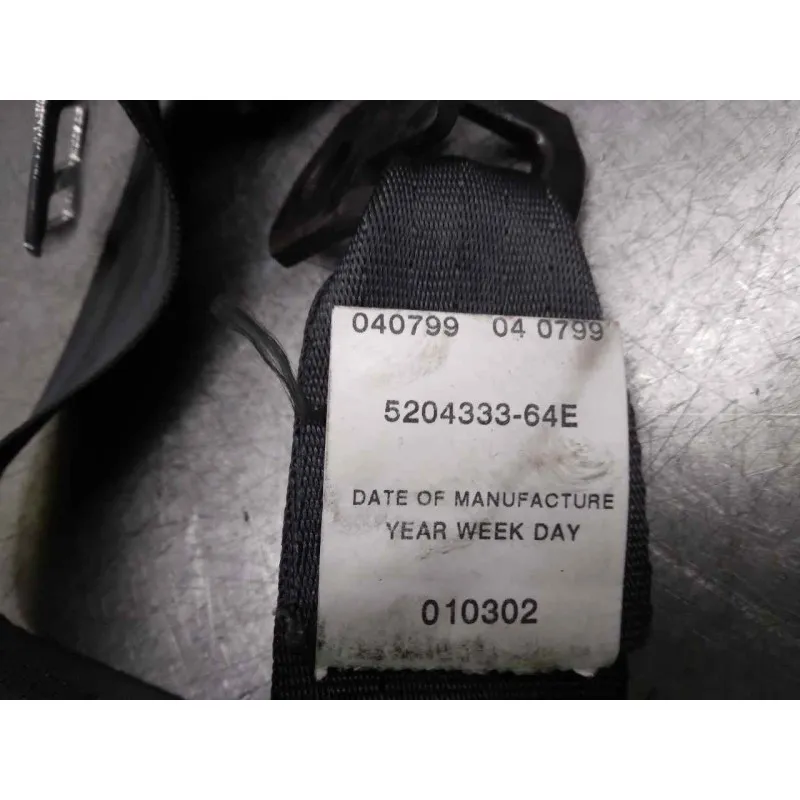 040799 04 0799
5204333-64E
DATE OF MANUFACTURE
YEAR WEEK DAY
010302